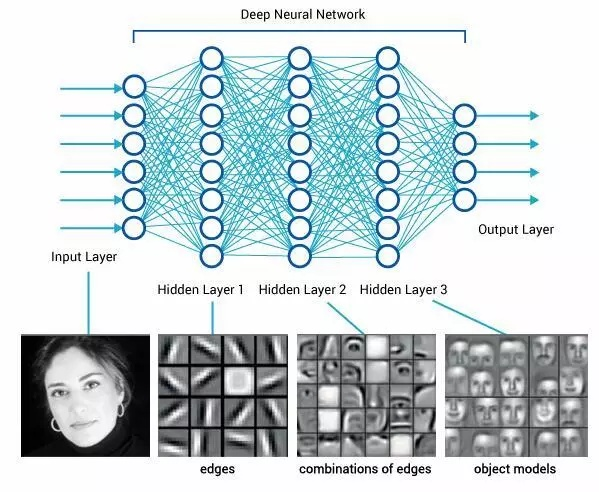 Deep Neural Network
Input Layer
Output Layer
Hidden Layer 1
Hidden Layer 2
Hidden Layer 3
edges
combinations of edges
object models